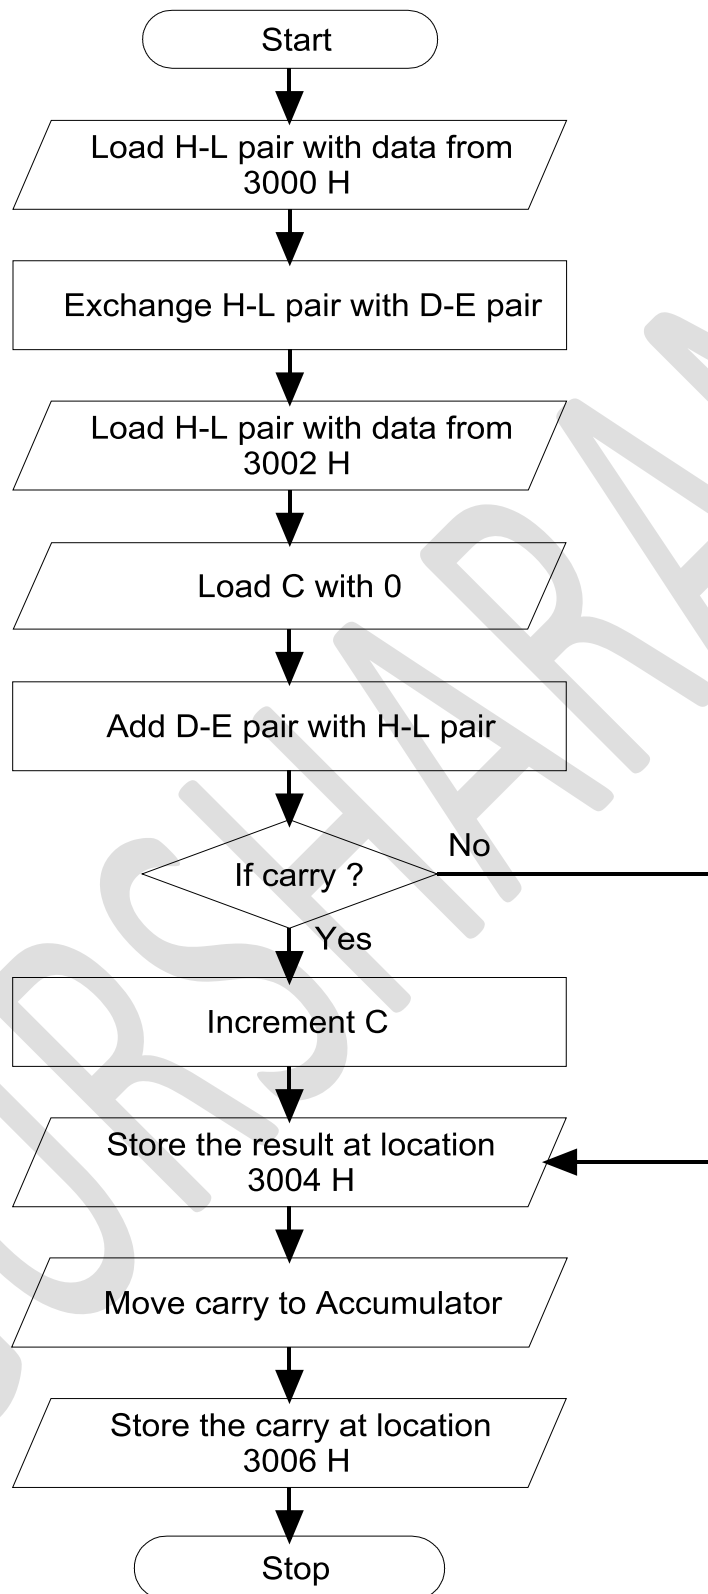 Start
Load H-L pair with data from
3000 H
Exchange H-L pair with D-E pair
Load H-L pair with data from
3002 H
Load C with 0
Add D-E pair with H-L pair
No
If carry ?
Yes
Increment C
Store the result at location
3004 H
Move carry to Accumulator
Store the carry at location
3006 H
Stop